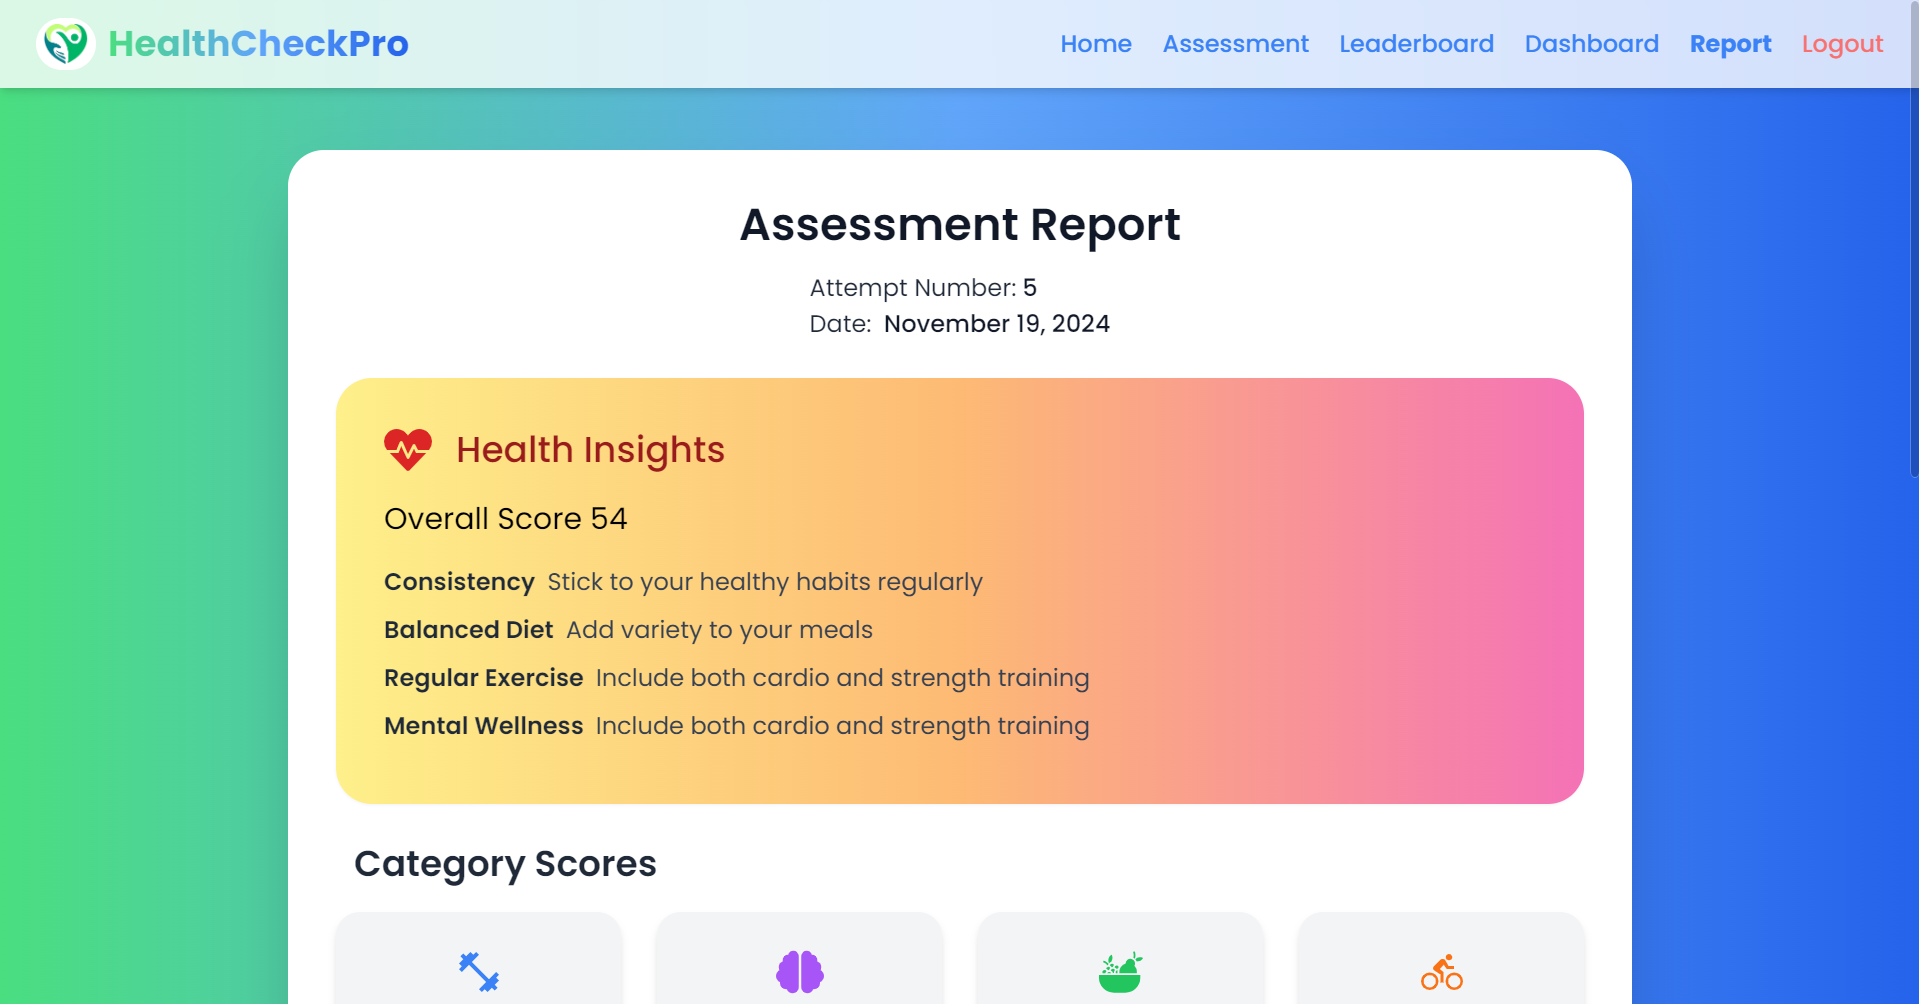 HealthCheckPro
Home Assessment Leaderboard Dashboard Report Logout
Assessment Report
Attempt Number: 5
Date: November 19, 2024
Health Insights
Overall Score 54
Consistency Stick to your healthy habits regularly
Balanced Diet Add variety to your meals
Regular Exercise Include both cardio and strength training
Mental Wellness Include both cardio and strength training
Category Scores